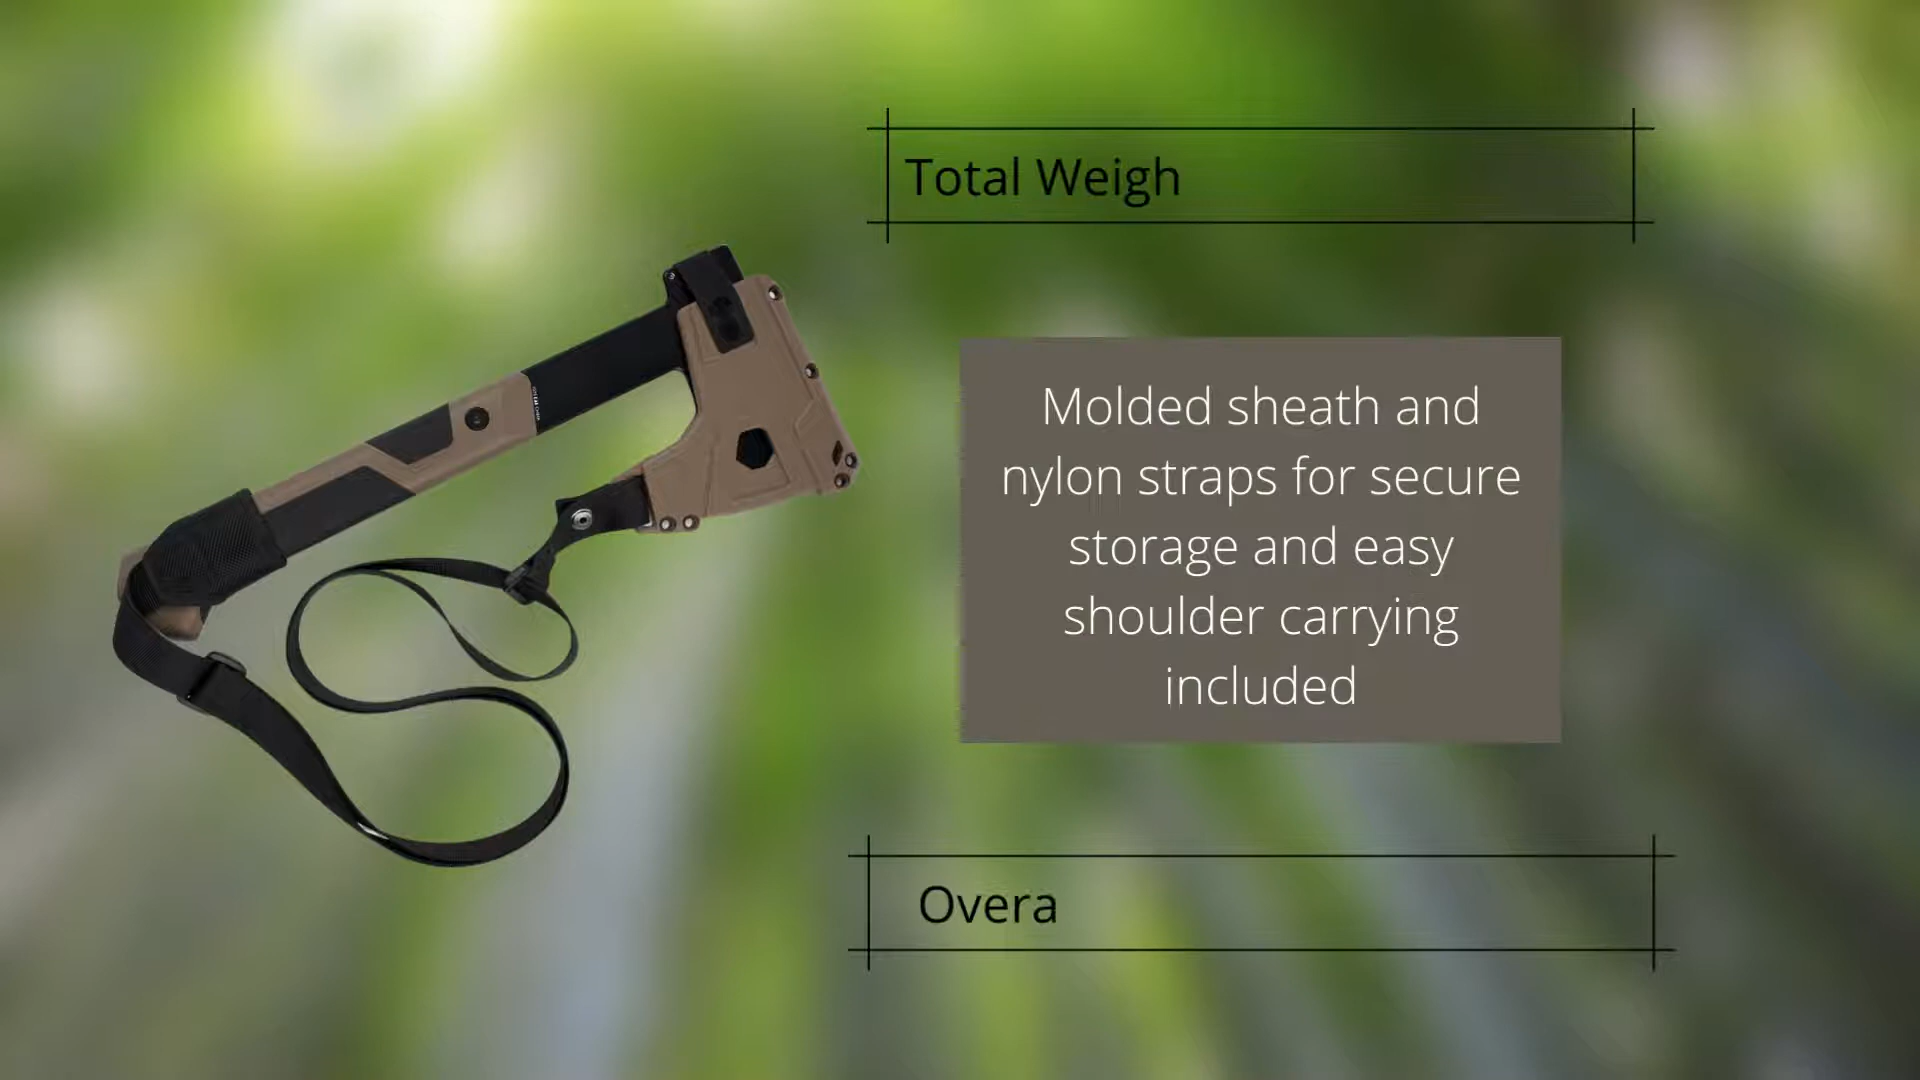 Total Weigh
Molded sheath and
nylon straps for secure
storage and easy
shoulder carrying
included
Overa